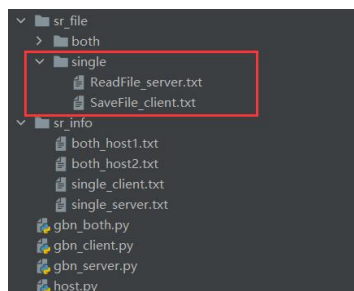 sr_file
both
single
ReadFile_server.txt
SaveFile_client.txt
sr_info
both_host1.txt
both_host2.txt
single_client.txt
single_server.txt
gbn_both.py
gbn_client.py
gbn_server.py
host.py